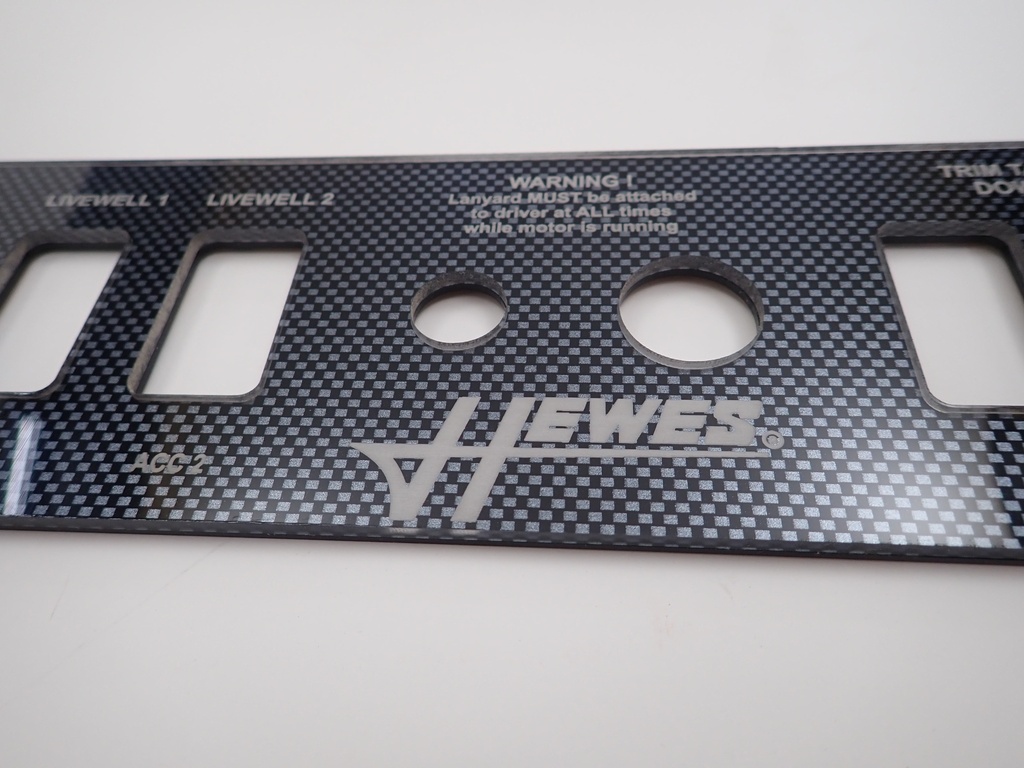 LIVEWELL 1
LIVEWELL 2
WARNING !
Lanyard MUST be attached
to driver at ALL times
while motor is running
TRIM
HEWES®
ACC 2